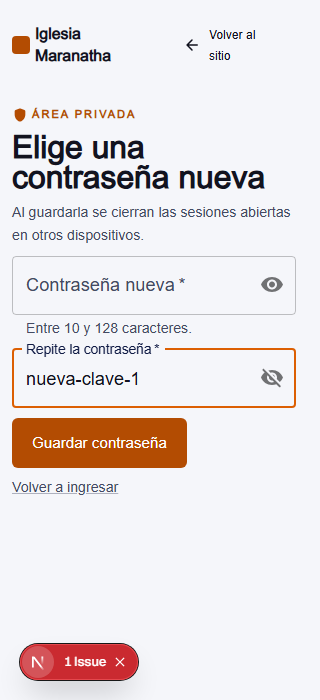 Iglesia
Maranatha
Volver al
sitio
ÁREA PRIVADA
Elige una
contraseña nueva
Al guardarla se cierran las sesiones abiertas
en otros dispositivos.
Contraseña nueva *
Entre 10 y 128 caracteres.
Repite la contraseña *
nueva-clave-1
Guardar contraseña
Volver a ingresar
N 1 Issue